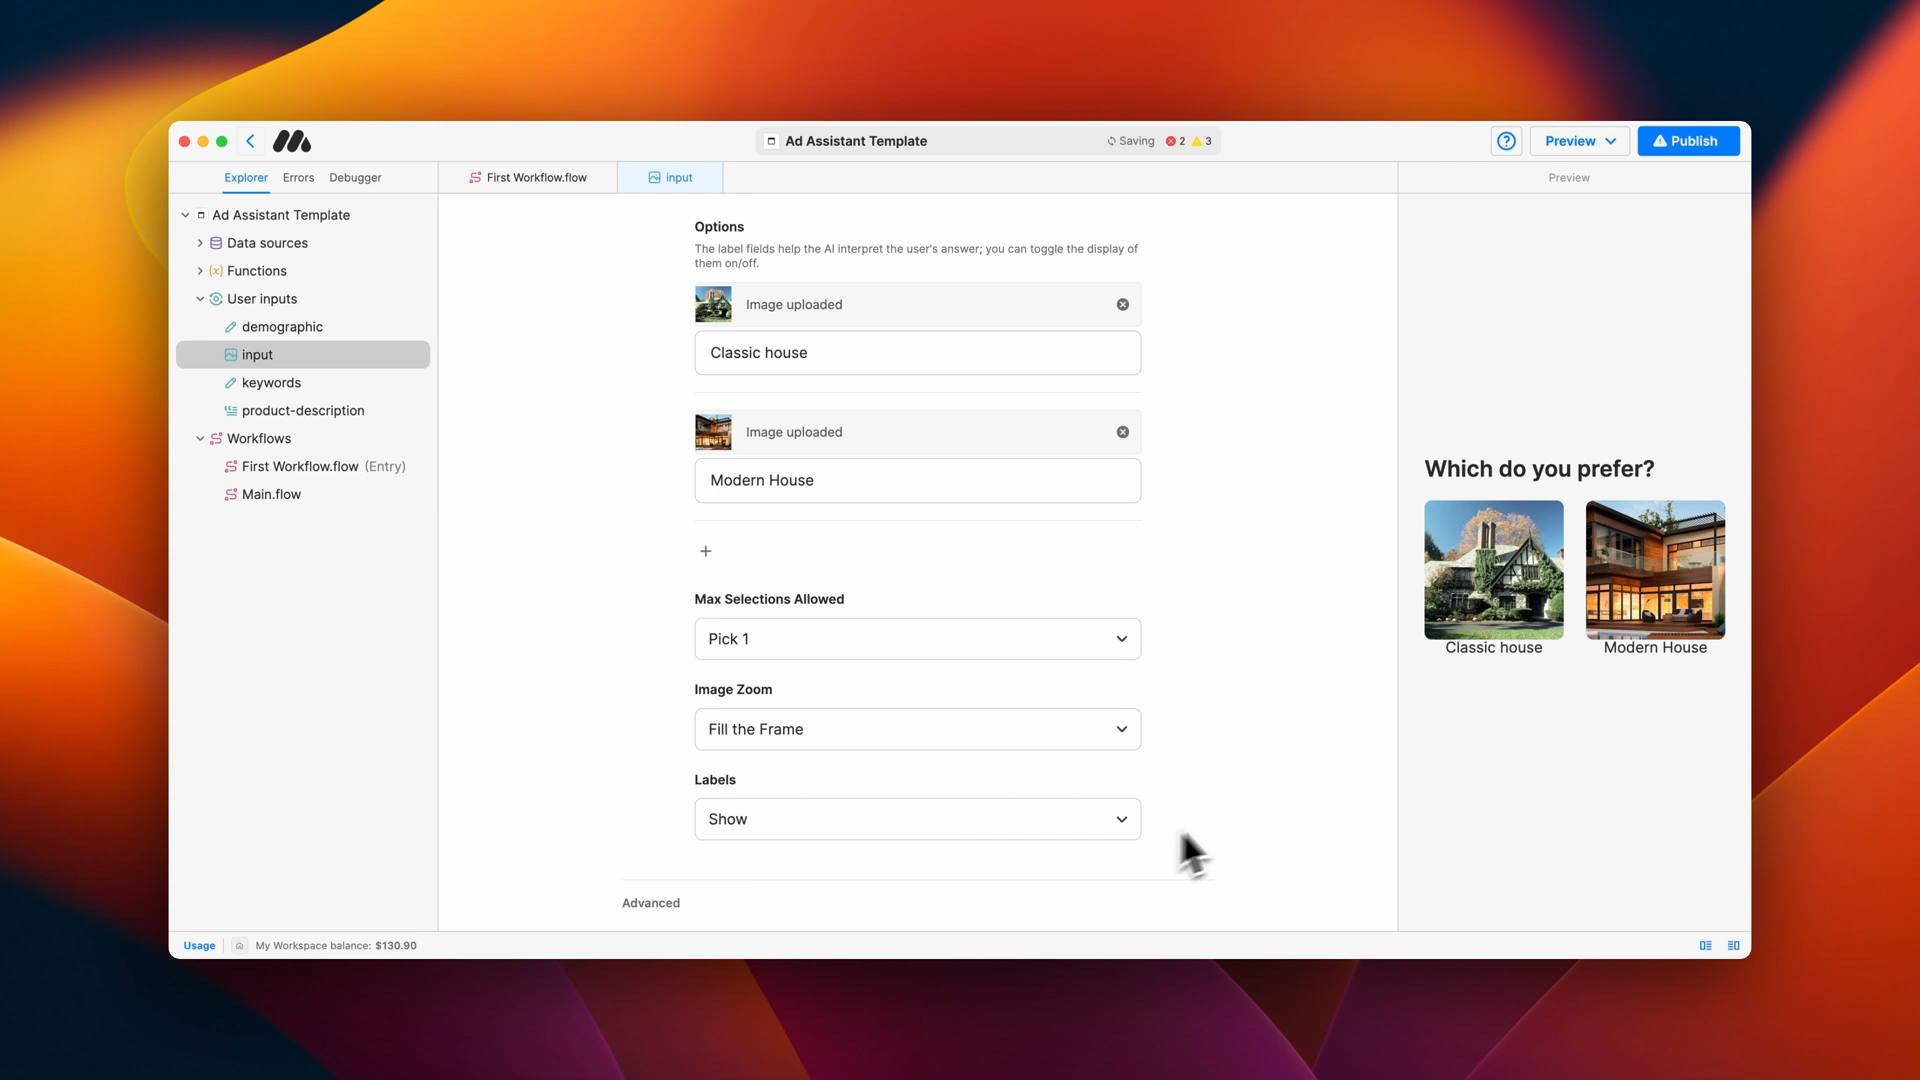 Ad Assistant Template
Saving 2 3
Preview
Publish
Explorer Errors Debugger
First Workflow.flow
input
Preview
Ad Assistant Template
Data sources
Functions
User inputs
demographic
input
keywords
product-description
Workflows
First Workflow.flow (Entry)
Main.flow
Options
The label fields help the AI interpret the user's answer; you can toggle the display of
them on/off.
Image uploaded
Classic house
Image uploaded
Modern House
Max Selections Allowed
Pick 1
Image Zoom
Fill the Frame
Labels
Show
Advanced
Which do you prefer?
Classic house
Modern House
Usage
My Workspace balance: $130.90